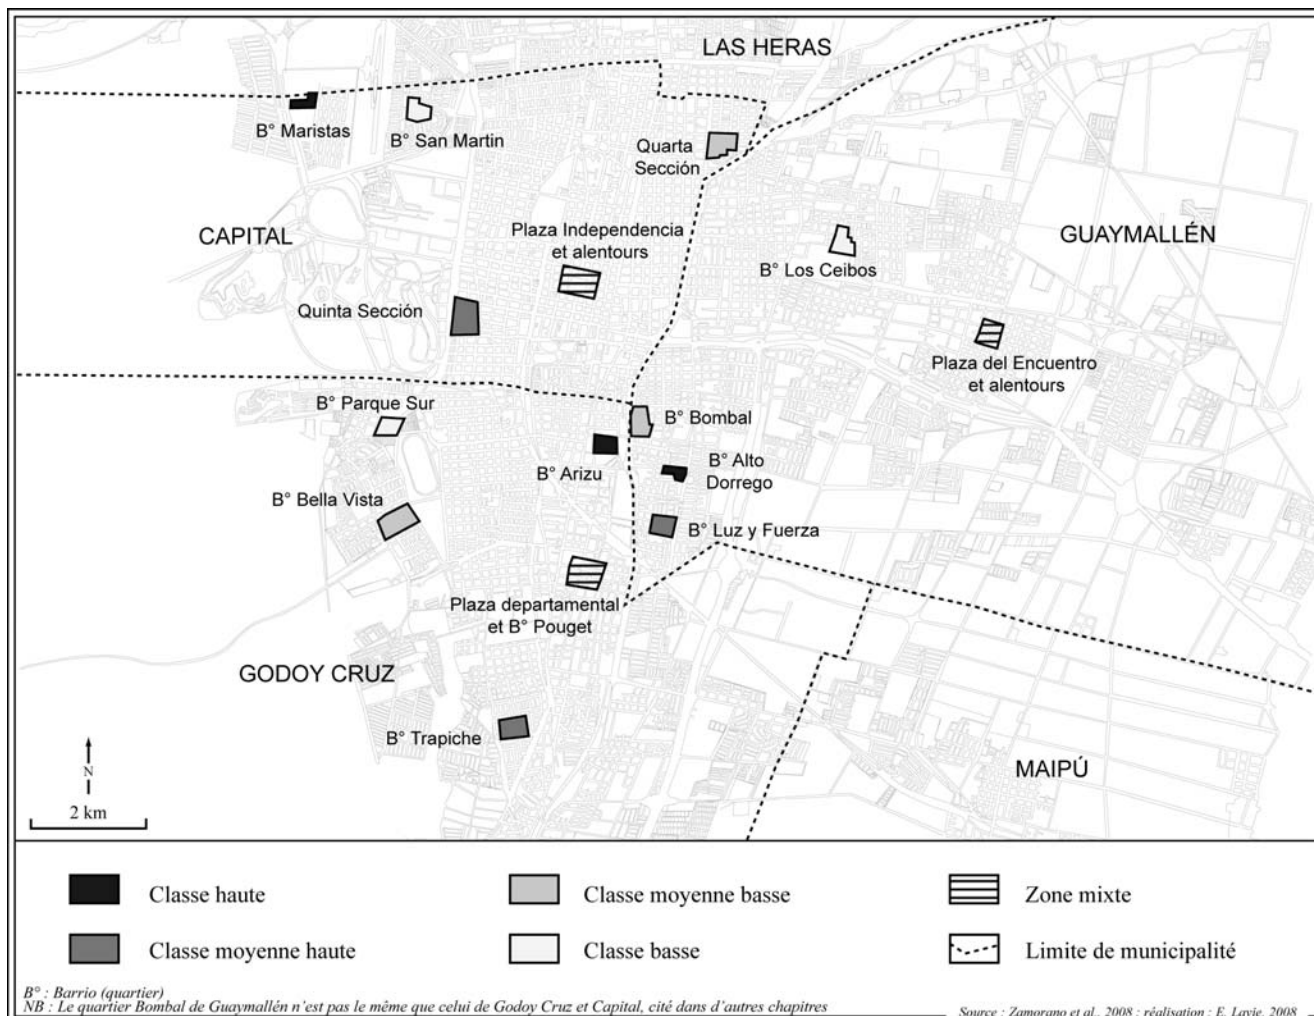 LAS HERAS
B° Maristas
B° San Martin
Quarta
Sección
CAPITAL
Plaza Independencia
et alentours
GUAYMALLÉN
B° Los Ceibos
Quinta Sección
Plaza del Encuentro
et alentours
B° Parque Sur
B° Bombal
B° Arizu
B° Alto
Dorrego
B° Bella Vista
B° Luz y Fuerza
Plaza departamental
et B° Pouget
GODOY CRUZ
B° Trapiche
MAIPÚ
N
2 km
Classe haute
Classe moyenne basse
Zone mixte
Classe moyenne haute
Classe basse
Limite de municipalité
B° : Barrio (quartier)
NB : Le quartier Bombal de Guaymallén n'est pas le même que celui de Godoy Cruz et Capital, cité dans d'autres chapitres
Source : Zamorano et al., 2008 ; réalisation : E. Lavie, 2008